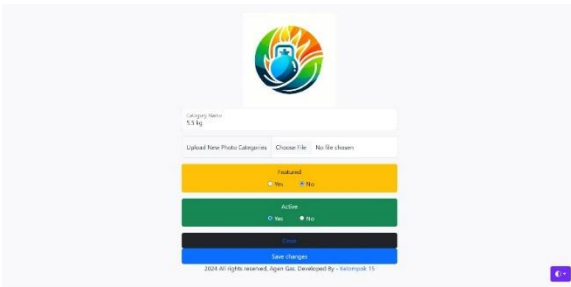 Category Name
5.5 kg
Upload New Photo Categories Choose File No file chosen
Featured
Yes No
Active
Yes No
Close
Save changes
2024 All rights reserved, Agen Gas. Developed By - Kelompok 15